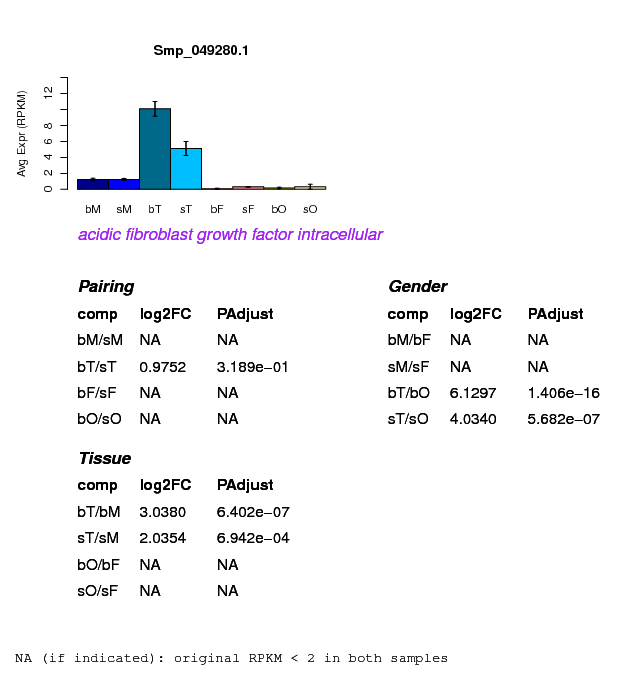 Smp_049280.1
Avg Expr (RPKM)
0 2 4 6 8 12
bM sM bT sT bF sF bO sO
acidic fibroblast growth factor intracellular
Pairing
comp log2FC PAdjust
bM/sM NA NA
bT/sT 0.9752 3.189e−01
bF/sF NA NA
bO/sO NA NA
Gender
comp log2FC PAdjust
bM/bF NA NA
sM/sF NA NA
bT/bO 6.1297 1.406e−16
sT/sO 4.0340 5.682e−07
Tissue
comp log2FC PAdjust
bT/bM 3.0380 6.402e−07
sT/sM 2.0354 6.942e−04
bO/bF NA NA
sO/sF NA NA
NA (if indicated): original RPKM < 2 in both samples